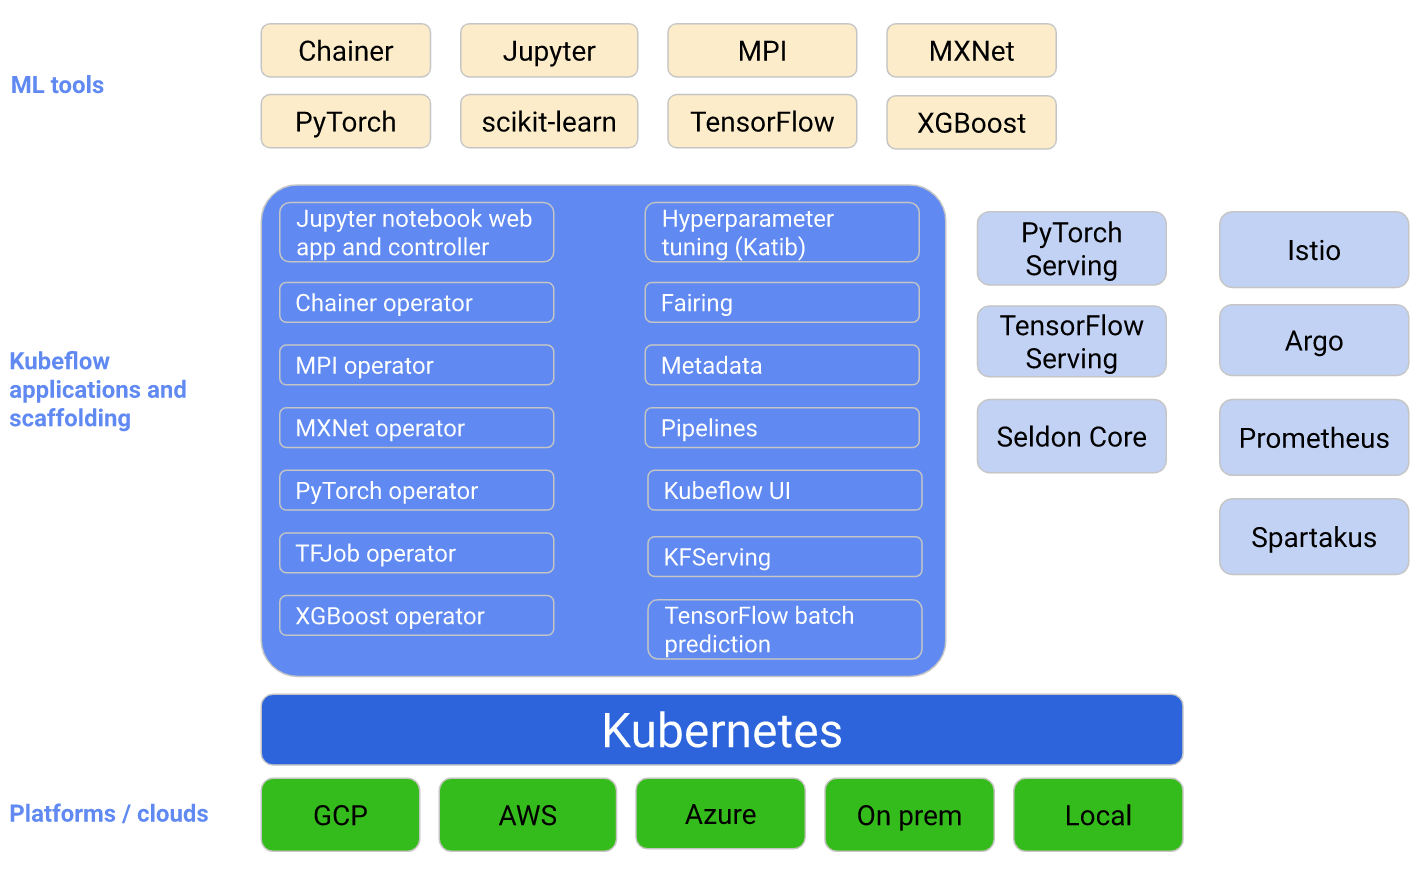 ML tools
Chainer
Jupyter
MPI
MXNet
PyTorch
scikit-learn
TensorFlow
XGBoost
Kubeflow
applications and
scaffolding
Jupyter notebook web
app and controller
Chainer operator
MPI operator
MXNet operator
PyTorch operator
TFJob operator
XGBoost operator
Hyperparameter
tuning (Katib)
Fairing
Metadata
Pipelines
Kubeflow UI
KFServing
TensorFlow batch
prediction
PyTorch
Serving
TensorFlow
Serving
Seldon Core
Istio
Argo
Prometheus
Spartakus
Kubernetes
Platforms / clouds
GCP
AWS
Azure
On prem
Local